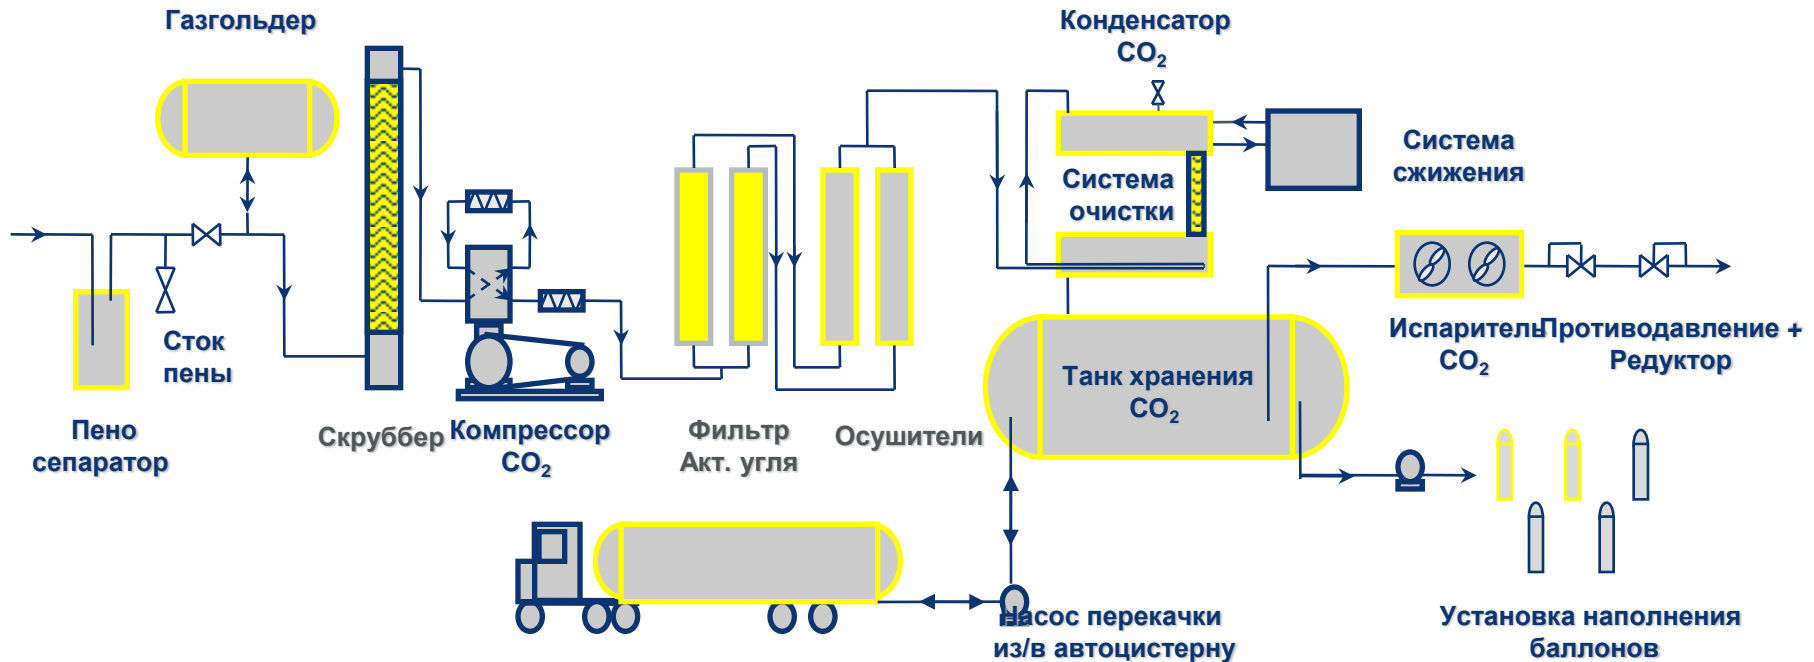 Газгольдер
Конденсатор
CO2
Система
сжижения
Система
очистки
Сток
пены
Испаритель
CO2
Противодавление +
Редуктор
Танк хранения
CO2
Пено
сепаратор
Скруббер
Компрессор
CO2
Фильтр
Акт. угля
Осушители
Насос перекачки
из/в автоцистерну
Установка наполнения
баллонов